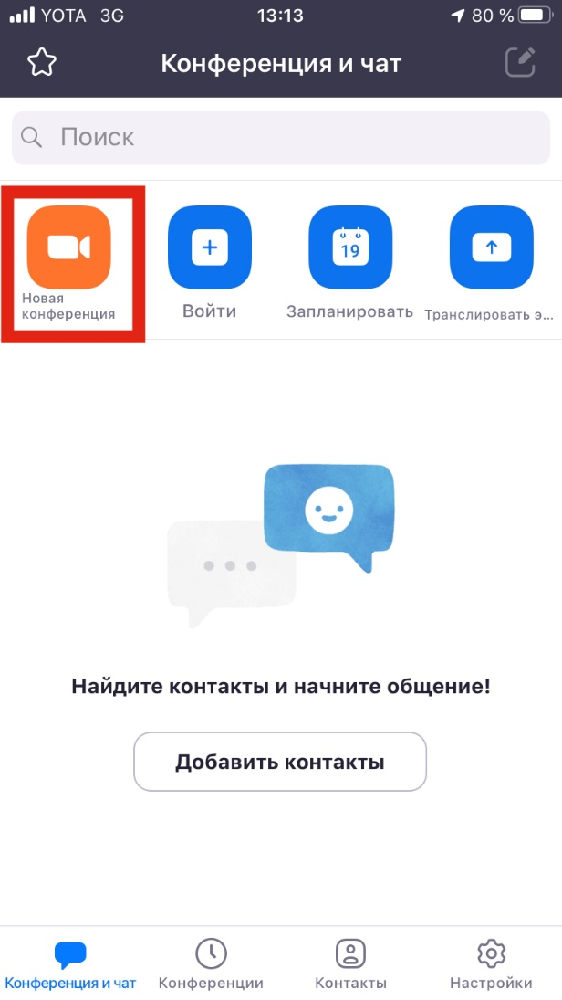 YOTA 3G 13:13 80 %
Конференция и чат
Поиск
19
Новая
конференция
Войти
Запланировать
Транслировать э...
Найдите контакты и начните общение!
Добавить контакты
Конференция и чат
Конференции
Контакты
Настройки